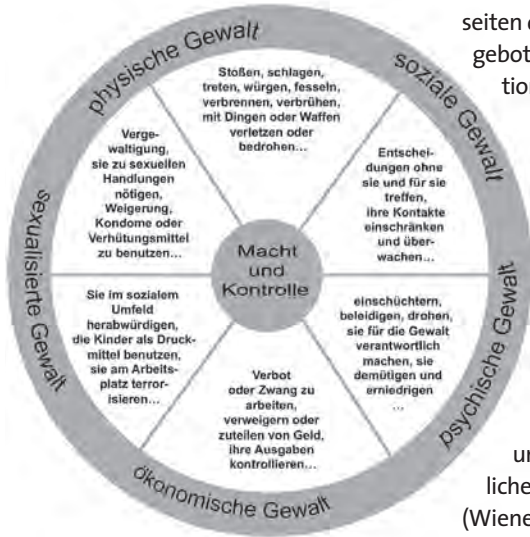 physische Gewalt
soziale Gewalt
psychische Gewalt
ökonomische Gewalt
sexualisierte Gewalt
Stoßen, schlagen,
treten, würgen, fesseln,
verbrennen, verbrühen,
mit Dingen oder Waffen
verletzen oder
bedrohen...
Entschei-
dungen ohne
sie und für sie
treffen,
ihre Kontakte
einschränken
und über-
wachen...
einschüchtern,
beleidigen, drohen,
sie für die Gewalt
verantwortlich
machen, sie
demütigen und
erniedrigen
...
Verbot
oder Zwang zu
arbeiten,
verweigern oder
zuteilen von Geld,
ihre Ausgaben
kontrollieren...
Sie im sozialem
Umfeld
herabwürdigen,
die Kinder als Druck-
mittel benutzen,
sie am Arbeits-
platz terror-
isieren...
Verge-
waltigung,
sie zu sexuellen
Handlungen
nötigen,
Weigerung,
Kondome oder
Verhütungsmittel
zu benutzen...
Macht
und
Kontrolle
seiten
gebot
tion
un
liche
(Wiene